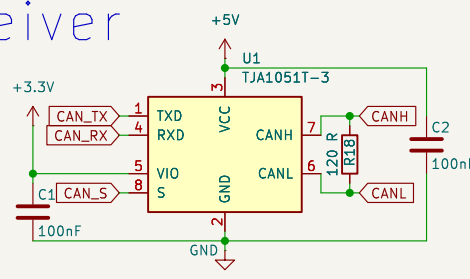 eiver
+5V
U1
TJA1051T-3
+3.3V
3
VCC
CAN_TX
1
TXD
CAN_RX
4
RXD
CANH
7
CANH
C2
120 R
R18
100n
5
VIO
CANL
6
CAN_S
8
S
CANL
C1
100nF
GND
2
GND